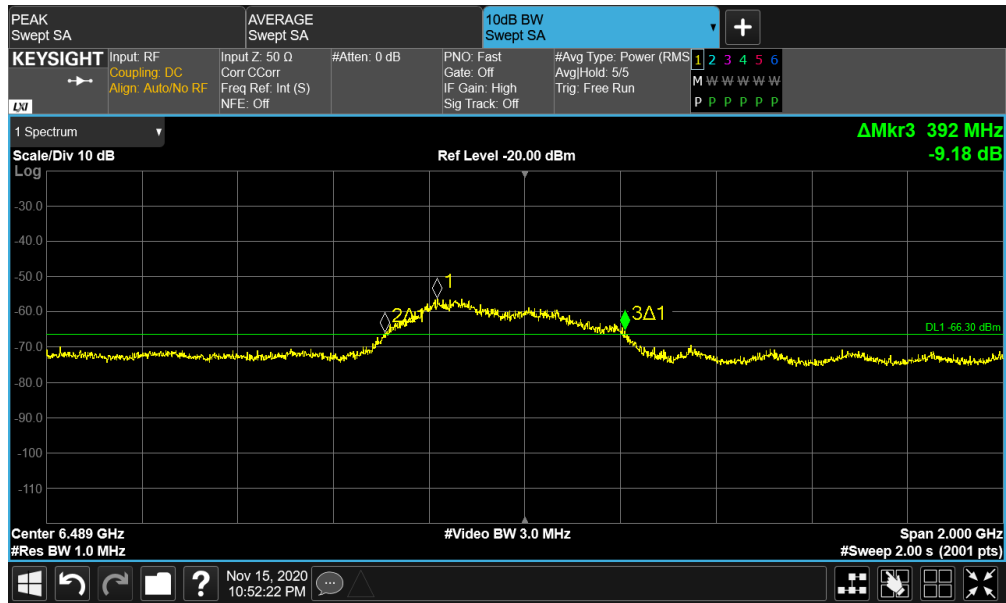 PEAK
Swept SA
AVERAGE
Swept SA
10dB BW
Swept SA
KEYSIGHT
LXI
Input: RF
Coupling: DC
Align: Auto/No RF
Input Z: 50 Ω
Corr CCorr
Freq Ref: Int (S)
NFE: Off
#Atten: 0 dB
PNO: Fast
Gate: Off
IF Gain: High
Sig Track: Off
#Avg Type: Power (RMS
Avg|Hold: 5/5
Trig: Free Run
1 2 3 4 5 6
M W W W W W
P P P P P P
1 Spectrum
ΔMkr3 392 MHz
-9.18 dB
Scale/Div 10 dB
Ref Level -20.00 dBm
Log
-30.0
-40.0
-50.0
1
-60.0
2Δ1
3Δ1
DL1 -66.30 dBm
-70.0
-80.0
-90.0
-100
-110
Center 6.489 GHz
#Video BW 3.0 MHz
Span 2.000 GHz
#Res BW 1.0 MHz
#Sweep 2.00 s (2001 pts)
?
Nov 15, 2020
10:52:22 PM